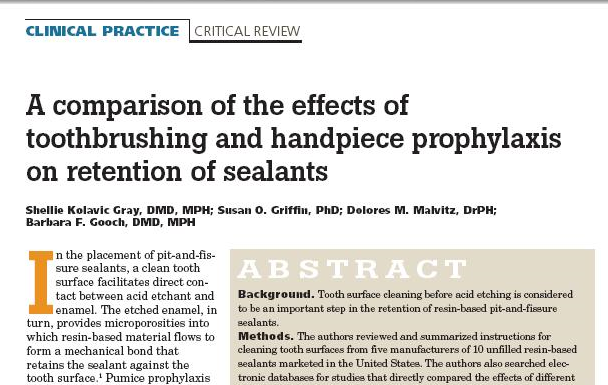 CLINICAL PRACTICE CRITICAL REVIEW
A comparison of the effects of
toothbrushing and handpiece prophylaxis
on retention of sealants
Shellie Kolavic Gray, DMD, MPH; Susan O. Griffin, PhD; Dolores M. Malvitz, DrPH;
Barbara F. Gooch, DMD, MPH
In the placement of pit-and-fis-
sure sealants, a clean tooth
surface facilitates direct con-
tact between acid etchant and
enamel. The etched enamel, in
turn, provides microporosities into
which resin-based material flows to
form a mechanical bond that
retains the sealant against the
tooth surface.¹ Pumice prophylaxis
ABSTRACT
Background. Tooth surface cleaning before acid etching is considered
to be an important step in the retention of resin-based pit-and-fissure
sealants.
Methods. The authors reviewed and summarized instructions for
cleaning tooth surfaces from five manufacturers of 10 unfilled resin-based
sealants marketed in the United States. The authors also searched elec-
tronic databases for studies that directly compared the effects of different